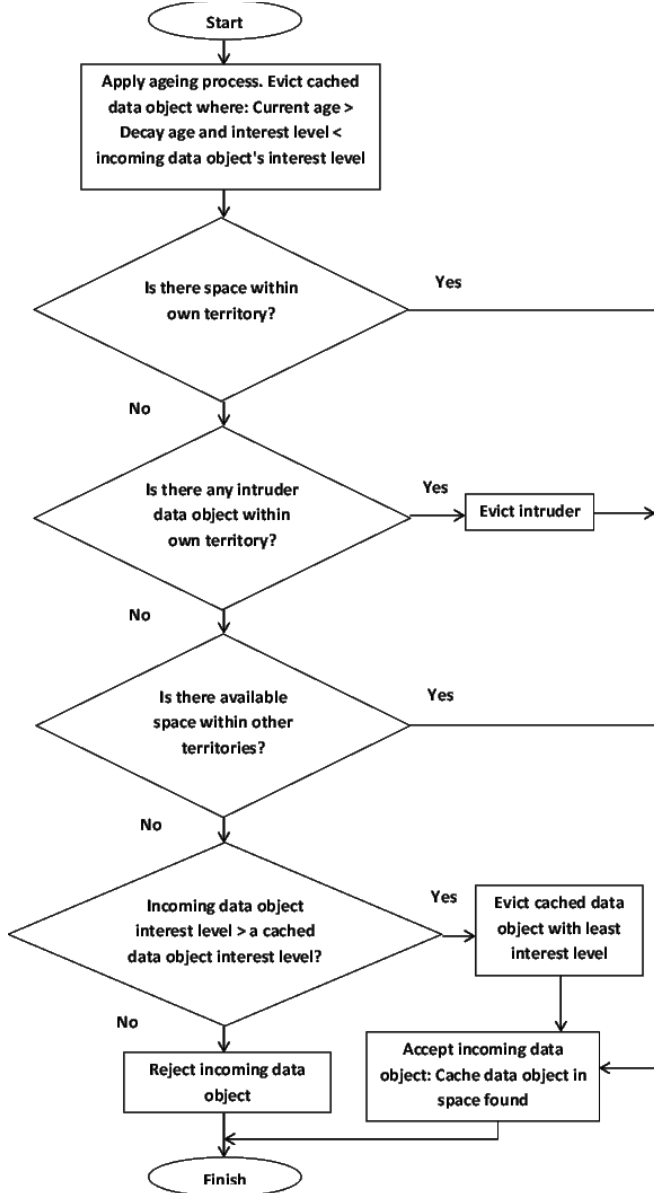 Start
Apply ageing process. Evict cached
data object where: Current age >
Decay age and interest level <
incoming data object's interest level
Is there space within
own territory?
Yes
No
Is there any intruder
data object within
own territory?
Yes
Evict intruder
No
Is there available
space within other
territories?
Yes
No
Incoming data object
interest level > a cached
data object interest level?
Yes
Evict cached data
object with least
interest level
No
Reject incoming data
object
Accept incoming data
object: Cache data object in
space found
Finish